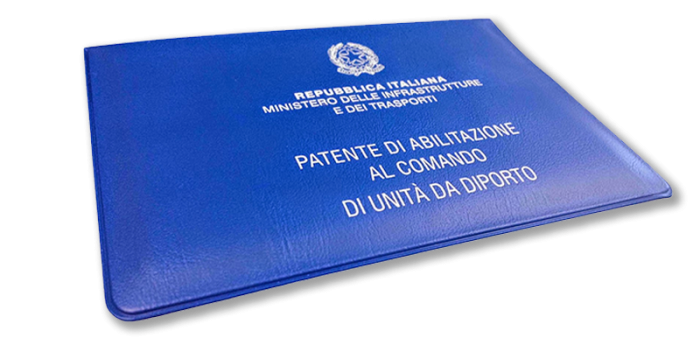 REPUBBLICA ITALIANA
MINISTERO DELLE INFRASTRUTTURE
E DEI TRASPORTI
PATENTE DI ABILITAZIONE
AL COMANDO
DI UNITÀ DA DIPORTO